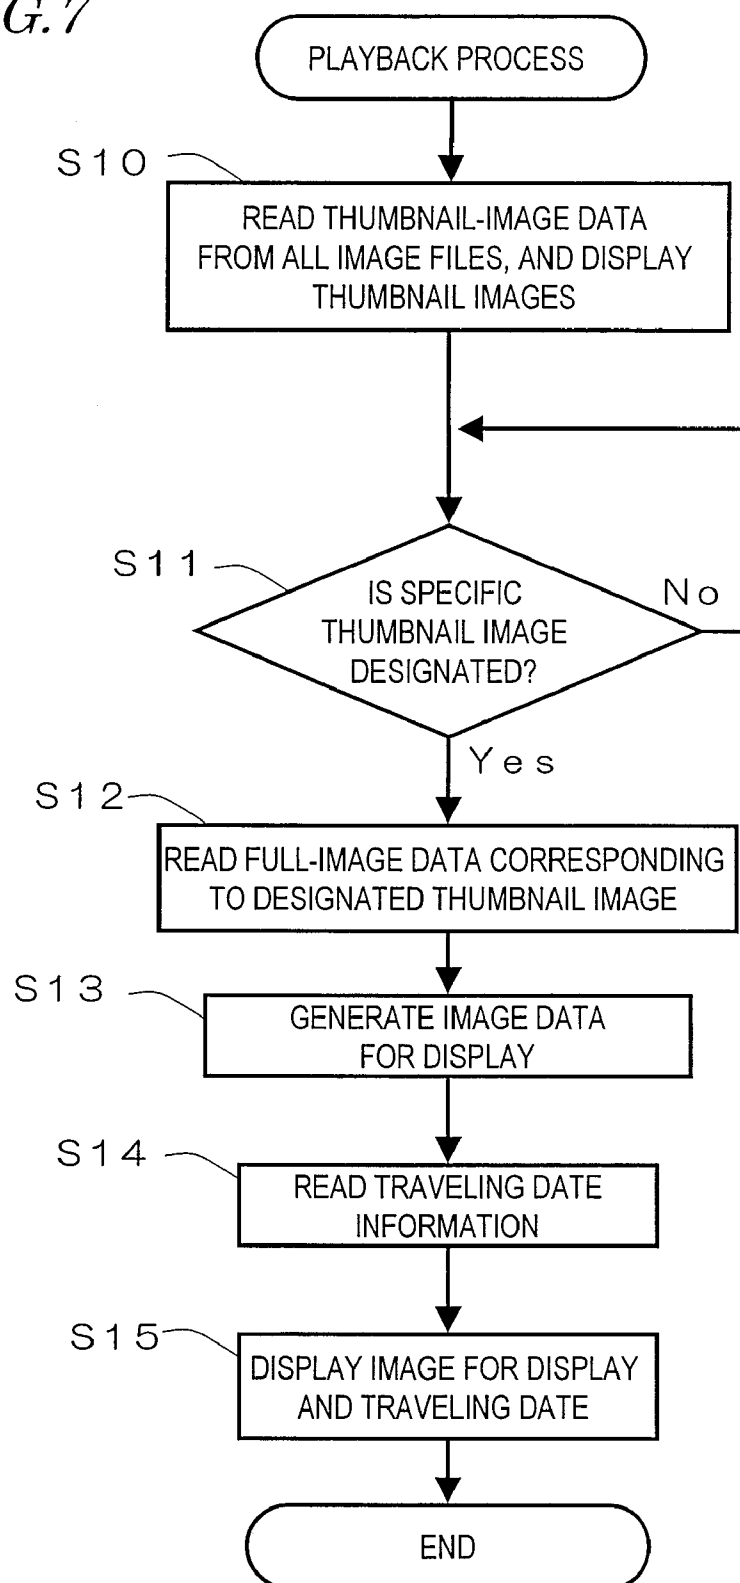 G.7
PLAYBACK PROCESS
S10
READ THUMBNAIL-IMAGE DATA
FROM ALL IMAGE FILES, AND DISPLAY
THUMBNAIL IMAGES
S11
IS SPECIFIC
THUMBNAIL IMAGE
DESIGNATED?
No
Yes
S12
READ FULL-IMAGE DATA CORRESPONDING
TO DESIGNATED THUMBNAIL IMAGE
S13
GENERATE IMAGE DATA
FOR DISPLAY
S14
READ TRAVELING DATE
INFORMATION
S15
DISPLAY IMAGE FOR DISPLAY
AND TRAVELING DATE
END